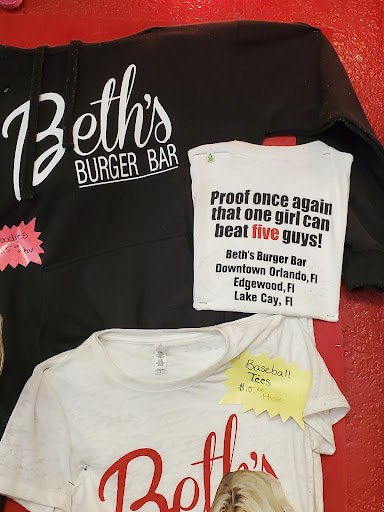 Beth's
BURGER BAR
Proof once again
that one girl can
beat five guys!
Beth's Burger Bar
Downtown Orlando, Fl
Edgewood, Fl
Lake Cay, Fl
Baseball
Tees
Beth's